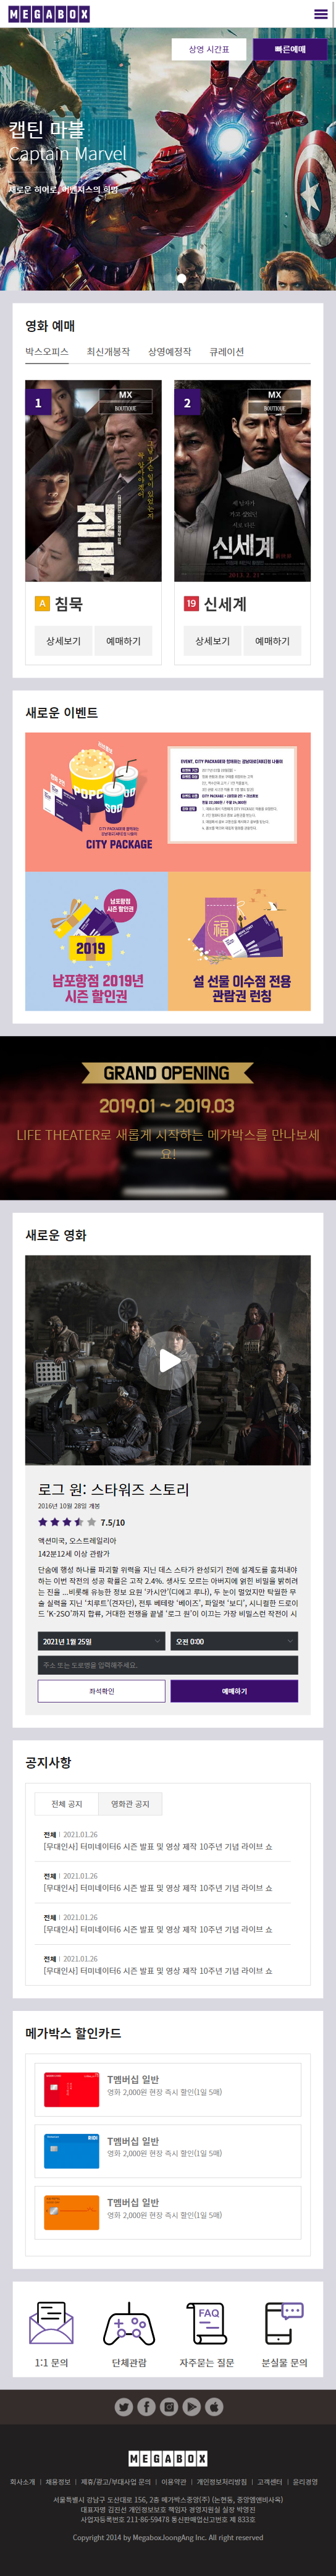 MEGABOX
상영 시간표
빠른예매
캡틴 마블
Captain Marvel
새로운 히어로, 어벤져스의 희망
영화 예매
박스오피스 최신개봉작 상영예정작 큐레이션
1
MX
BOUTIQUE
침묵
2
MX
BOUTIQUE
세 남자가
가고 싶었던
서로 다른
신세계
2013. 2. 21
A 침묵
19 신세계
상세보기 예매하기
상세보기 예매하기
새로운 이벤트
POPC
SODA
CITY PACKAGE
EVENT.
CITY PACKAGE
남포항점
시즌 할인권
2019
남포항점 2019년
시즌 할인권
福
설 선물 이수점 전용
관람권 런칭
GRAND OPENING
2019.01 ~ 2019.03
LIFE THEATER로 새롭게 시작하는 메가박스를 만나보세
요!
새로운 영화
로그 원: 스타워즈 스토리
2016년 10월 28일 개봉
7.5/10
액션미국, 오스트레일리아
142분12세 이상 관람가
단숨에 행성 하나를 파괴할 위력을 지닌 데스 스타가 완성되기 전에 설계도를 훔쳐내야
하는 이번 작전의 성공 확률은 고작 2.4%. 생사도 모르는 아버지에 얽힌 비밀을 밝히려
는 진을 ...비롯해 유능한 정보 요원 ‘카시안’(디에고 루나), 두 눈이 멀었지만 탁월한 무
술 실력을 지닌 ‘치루트’(견자단), 전투 베테랑 ‘베이즈’, 파일럿 ‘보디’, 시니컬한 드로이
드 ‘K-2SO’까지 합류, 거대한 전쟁을 끝낼 ‘로그 원’이 이끄는 가장 비밀스런 작전이 시
2021년 1월 25일
오전 0:00
주소 또는 도로명을 입력해주세요.
좌석확인
예매하기
공지사항
전체 공지 영화관 공지
전체 | 2021.01.26
[무대인사] 터미네이터6 시즌 발표 및 영상 제작 10주년 기념 라이브 쇼
전체 | 2021.01.26
[무대인사] 터미네이터6 시즌 발표 및 영상 제작 10주년 기념 라이브 쇼
전체 | 2021.01.26
[무대인사] 터미네이터6 시즌 발표 및 영상 제작 10주년 기념 라이브 쇼
전체 | 2021.01.26
[무대인사] 터미네이터6 시즌 발표 및 영상 제작 10주년 기념 라이브 쇼
메가박스 할인카드
T멤버십 일반
영화 2,000원 현장 즉시 할인(1일 5매)
T멤버십 일반
영화 2,000원 현장 즉시 할인(1일 5매)
T멤버십 일반
영화 2,000원 현장 즉시 할인(1일 5매)
FAQ
1:1 문의 단체관람 자주묻는 질문 분실물 문의
MEGABOX
회사소개 | 채용정보 | 제휴/광고/부대사업 문의 | 이용약관 | 개인정보처리방침 | 고객센터 | 윤리경영
서울특별시 강남구 도산대로 156, 2층 메가박스중앙(주) (논현동, 중앙엠앤비사옥)
대표자명 김진선 개인정보보호 책임자 경영지원실 실장 박영진
사업자등록번호 211-86-59478 통신판매업신고번호 제 833호
Copyright 2014 by MegaboxJoongAng Inc. All right reserved